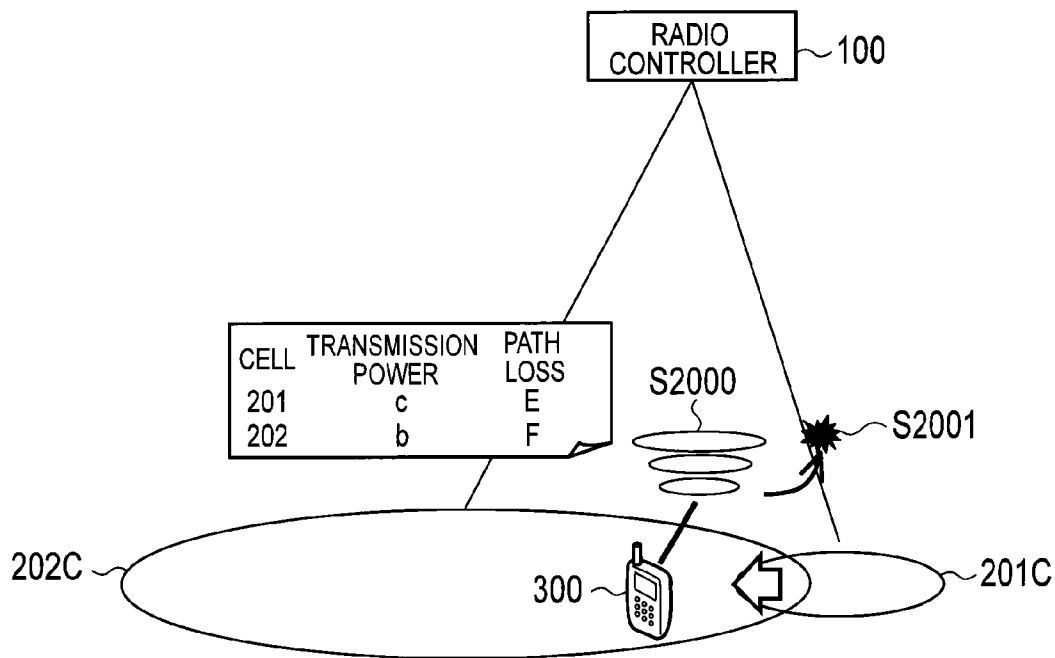 RADIO
CONTROLLER
100
CELL TRANSMISSION POWER PATH LOSS
201 c E
202 b F
S2000
S2001
202C
300
201C